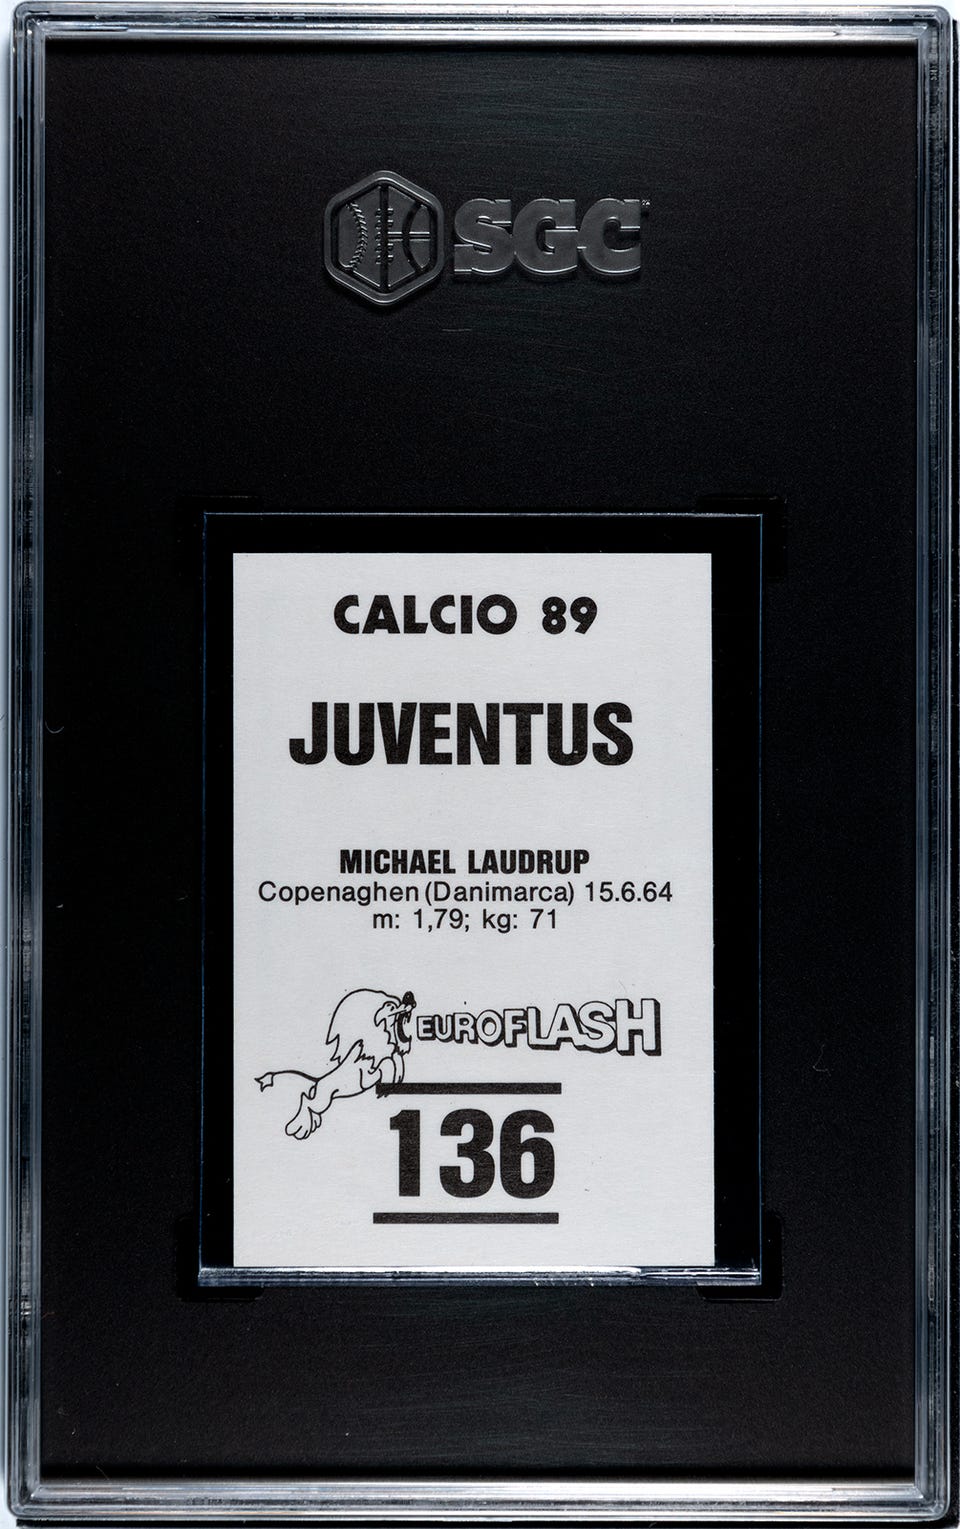 SGC
CALCIO 89
JUVENTUS
MICHAEL LAUDRUP
Copenaghen (Danimarca) 15.6.64
m: 1,79; kg: 71
EUROFLASH
136